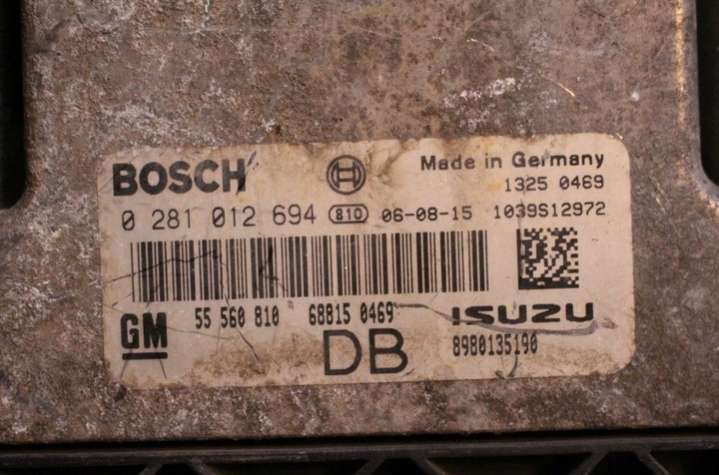 BOSCH Made in Germany
1325 0469
0 281 012 694 810 06-08-15 1039S12972
GM 55 560 810 68815 0469 ISUZU
DB 8980135190